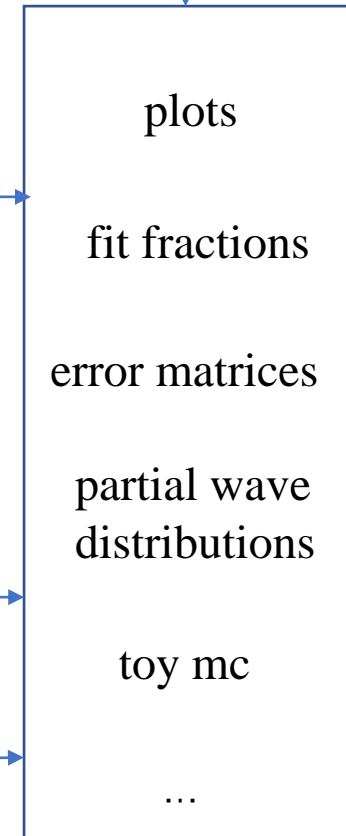 plots
fit fractions
error matrices
partial wave
distributions
toy mc
...